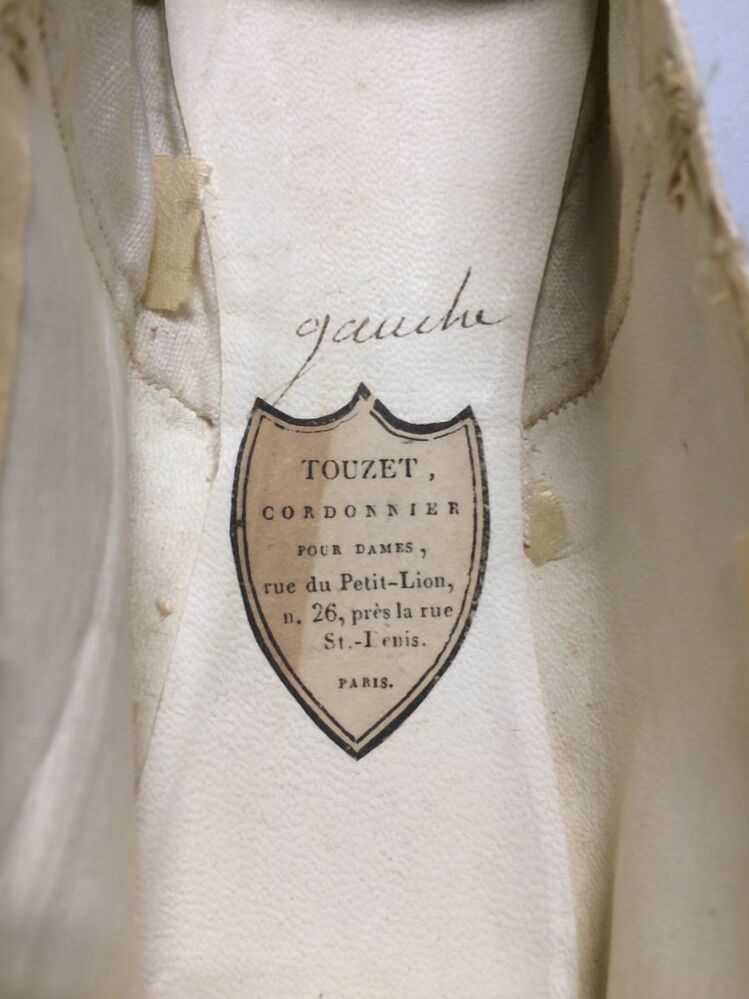 gauche
TOUZET,
CORDONNIER
POUR DAMES,
rue du Petit-Lion,
n. 26, près la rue
St.-Denis.
PARIS.